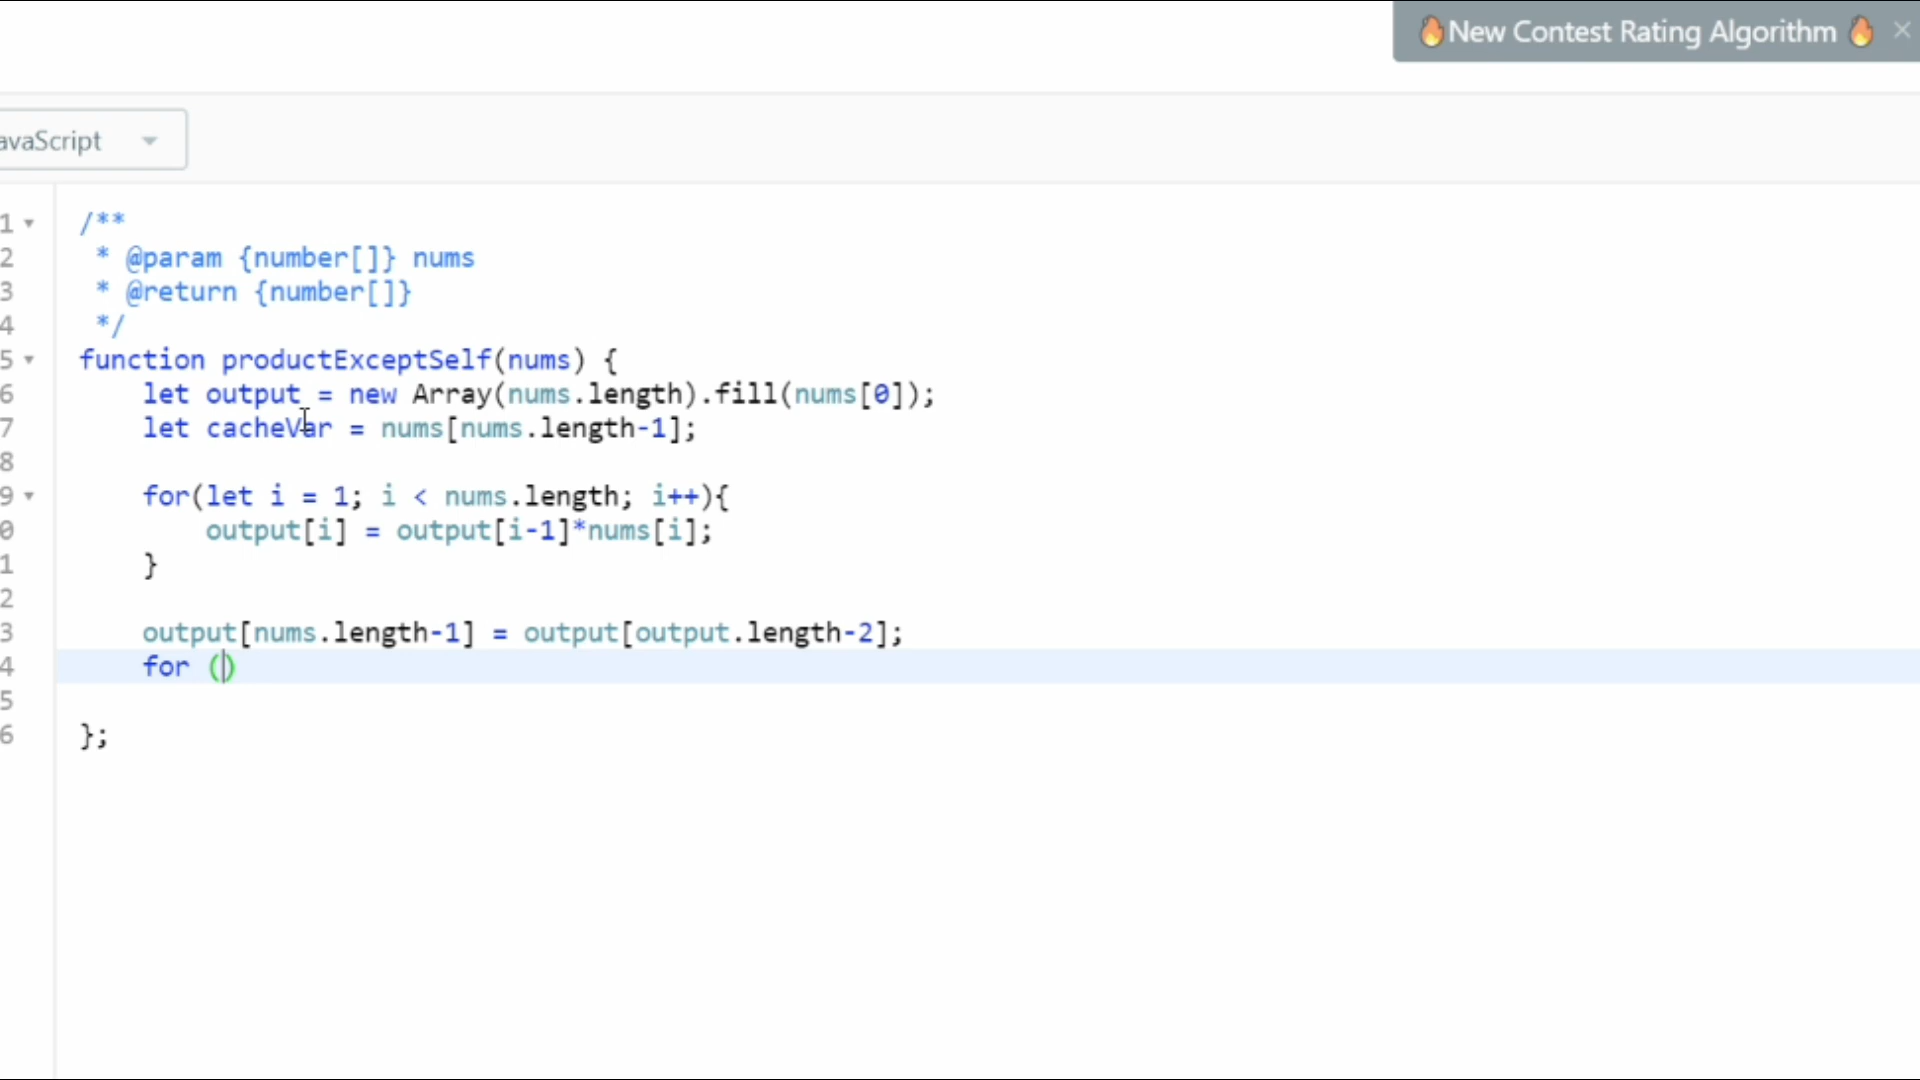 🔥New Contest Rating Algorithm 🔥 ×
avaScript
1 /**
2  * @param {number[]} nums
3  * @return {number[]}
4  */
5 function productExceptSelf(nums) {
6     let output = new Array(nums.length).fill(nums[0]);
7     let cacheVar = nums[nums.length-1];
8
9     for(let i = 1; i < nums.length; i++){
0         output[i] = output[i-1]*nums[i];
1     }
2
3     output[nums.length-1] = output[output.length-2];
4     for ()
5
6 };